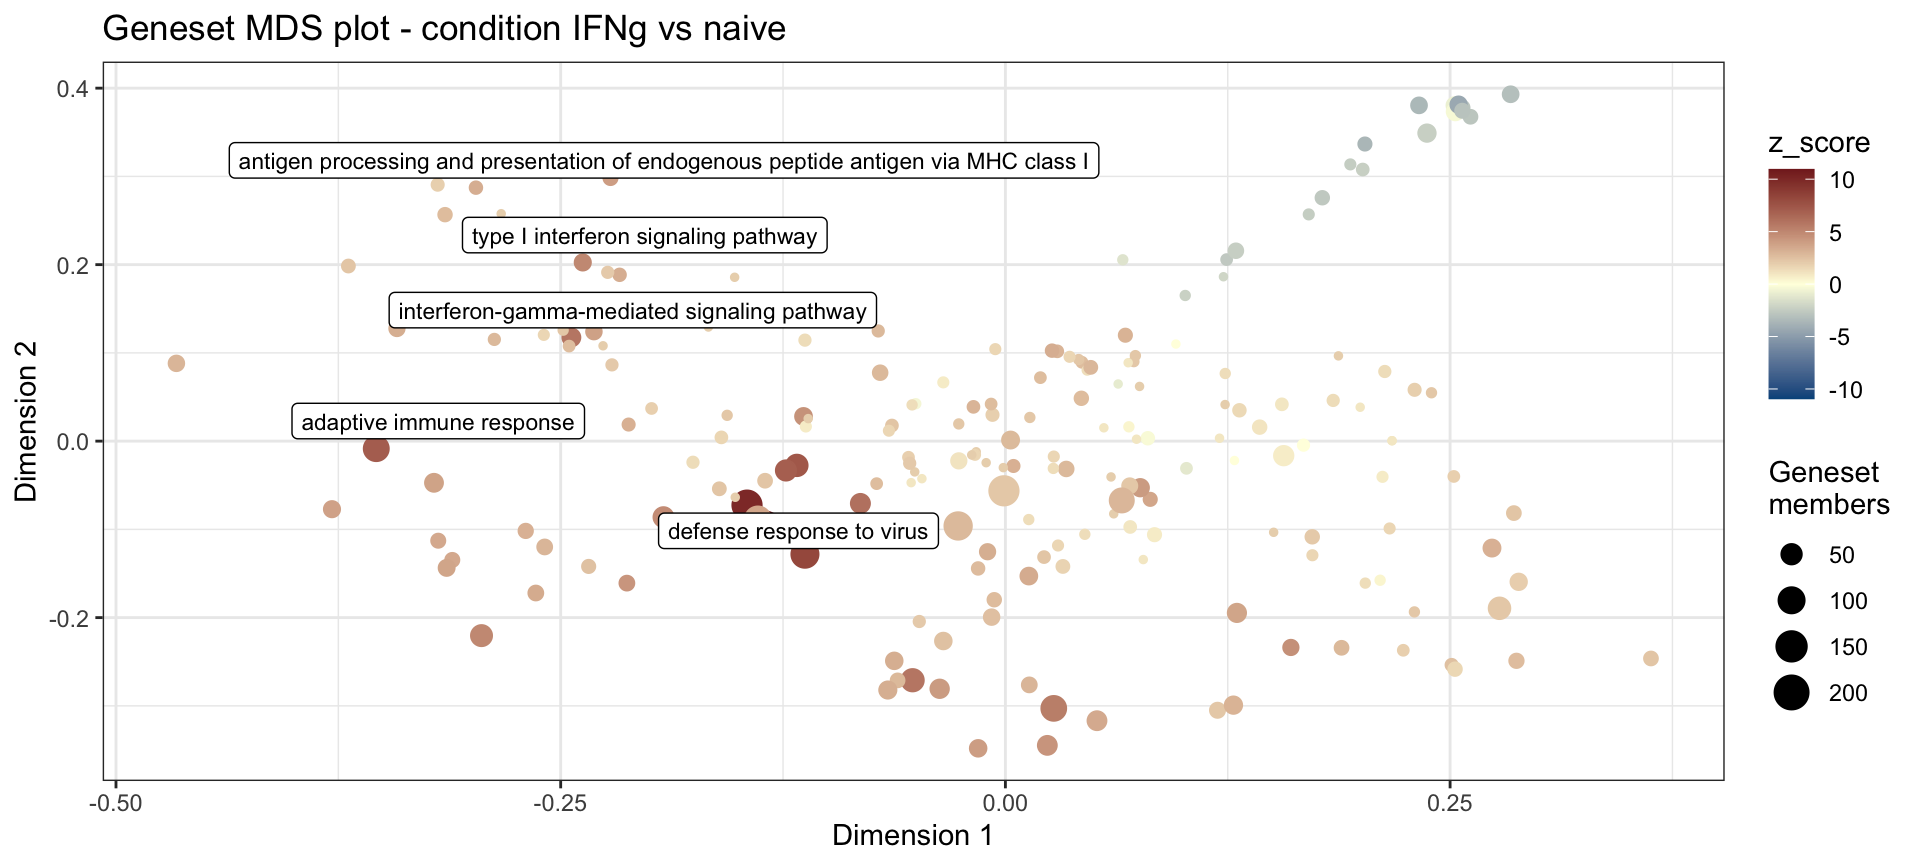 Geneset MDS plot - condition IFNg vs naive
0.4
0.2
0.0
-0.2
Dimension 2
antigen processing and presentation of endogenous peptide antigen via MHC class I
type I interferon signaling pathway
interferon-gamma-mediated signaling pathway
adaptive immune response
defense response to virus
-0.50
-0.25
0.00
0.25
Dimension 1
z_score
10
5
0
-5
-10
Geneset
members
50
100
150
200